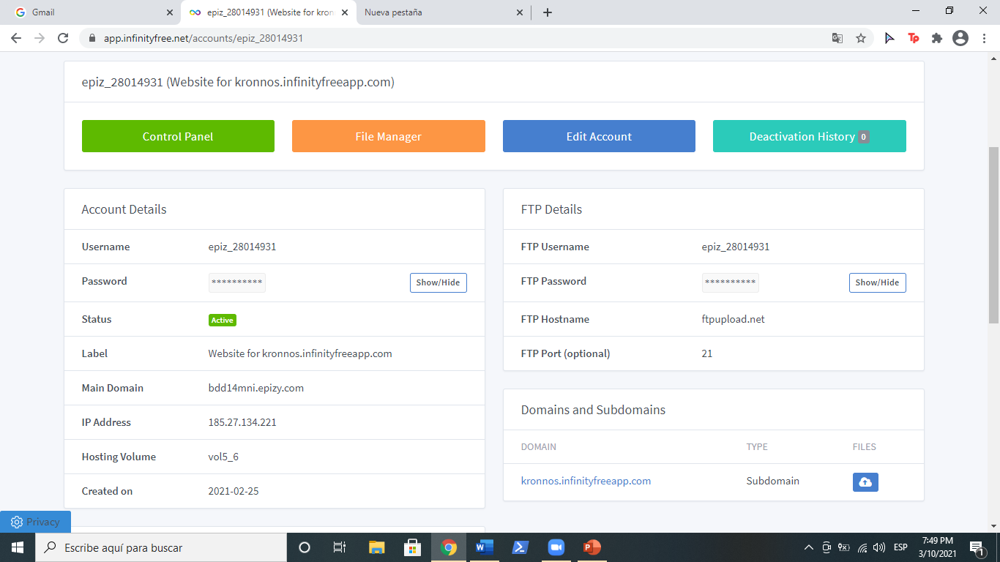 Gmail
epiz_28014931 (Website for kron
Nueva pestaña
app.infinityfree.net/accounts/epiz_28014931
Tp
epiz_28014931 (Website for kronnos.infinityfreeapp.com)
Control Panel
File Manager
Edit Account
Deactivation History 0
Account Details
Username epiz_28014931
Password ********** Show/Hide
Status Active
Label Website for kronnos.infinityfreeapp.com
Main Domain bdd14mni.epizy.com
IP Address 185.27.134.221
Hosting Volume vol5_6
Created on 2021-02-25
FTP Details
FTP Username epiz_28014931
FTP Password ********** Show/Hide
FTP Hostname ftpupload.net
FTP Port (optional) 21
Domains and Subdomains
DOMAIN TYPE FILES
kronnos.infinityfreeapp.com Subdomain
Privacy
Escribe aquí para buscar
ESP
7:49 PM
3/10/2021
1